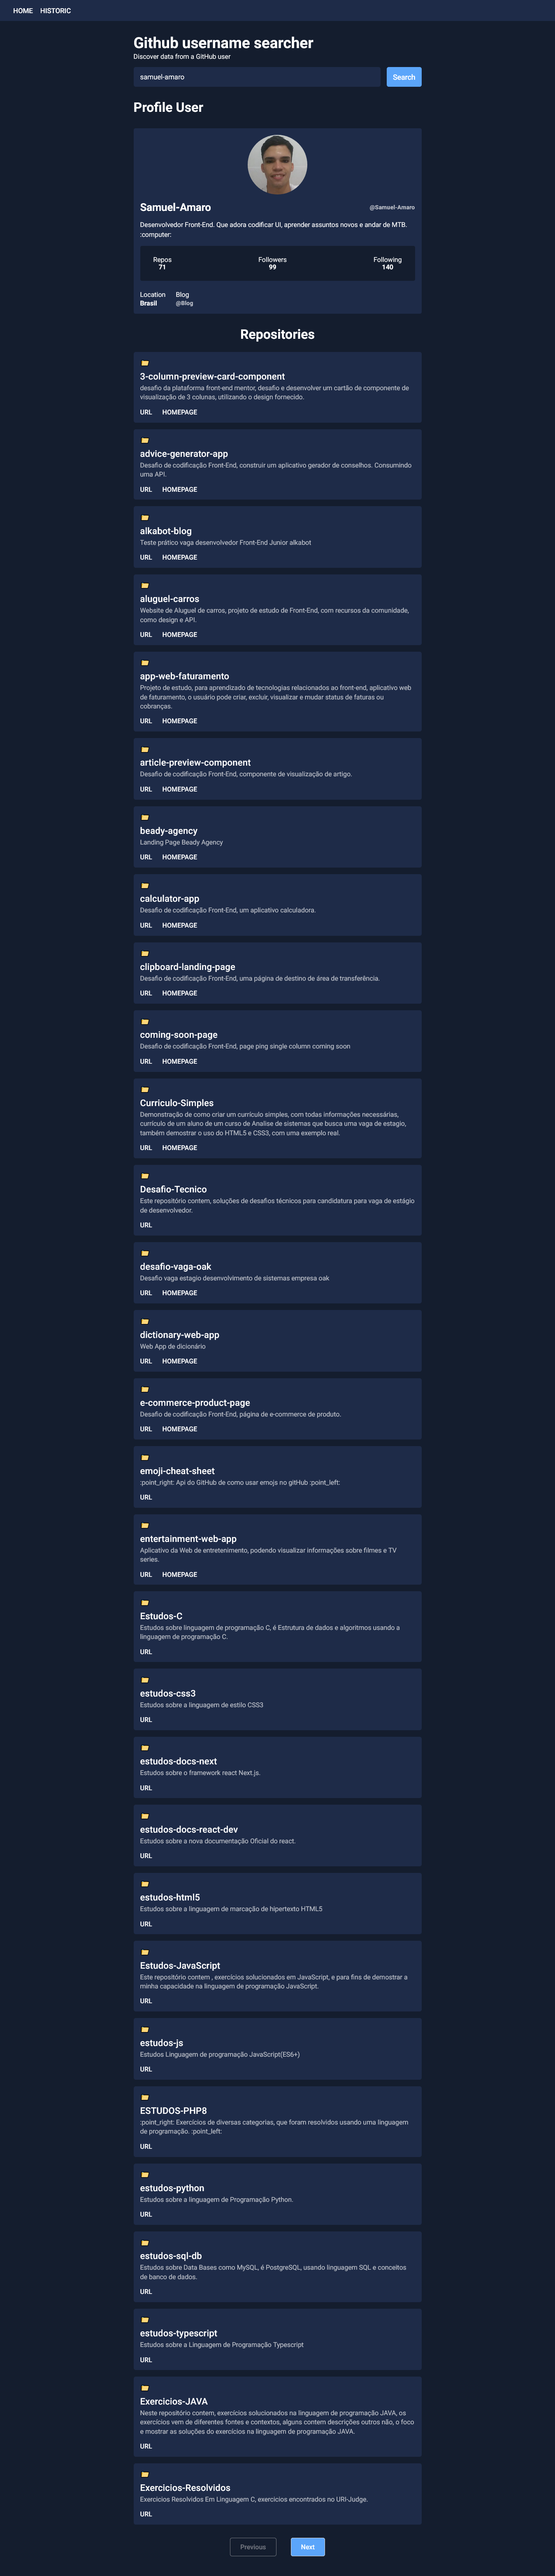 HOME HISTORIC
Github username searcher
Discover data from a GitHub user
samuel-amaro Search
Profile User
Samuel-Amaro @Samuel-Amaro
Desenvolvedor Front-End. Que adora codificar UI, aprender assuntos novos e andar de MTB.
:computer:
Repos Followers Following
71 99 140
Location Blog
Brasil @Blog
Repositories
3-column-preview-card-component
desafio da plataforma front-end mentor, desafio e desenvolver um cartão de componente de
visualização de 3 colunas, utilizando o design fornecido.
URL HOMEPAGE
advice-generator-app
Desafio de codificação Front-End, construir um aplicativo gerador de conselhos. Consumindo
uma API.
URL HOMEPAGE
alkabot-blog
Teste prático vaga desenvolvedor Front-End Junior alkabot
URL HOMEPAGE
aluguel-carros
Website de Aluguel de carros, projeto de estudo de Front-End, com recursos da comunidade,
como design e API.
URL HOMEPAGE
app-web-faturamento
Projeto de estudo, para aprendizado de tecnologias relacionados ao front-end, aplicativo web
de faturamento, o usuário pode criar, excluir, visualizar e mudar status de faturas ou
cobranças.
URL HOMEPAGE
article-preview-component
Desafio de codificação Front-End, componente de visualização de artigo.
URL HOMEPAGE
beady-agency
Landing Page Beady Agency
URL HOMEPAGE
calculator-app
Desafio de codificação Front-End, um aplicativo calculadora.
URL HOMEPAGE
clipboard-landing-page
Desafio de codificação Front-End, uma página de destino de área de transferência.
URL HOMEPAGE
coming-soon-page
Desafio de codificação Front-End, page ping single column coming soon
URL HOMEPAGE
Curriculo-Simples
Demonstração de como criar um currículo simples, com todas informações necessárias,
currículo de um aluno de um curso de Analise de sistemas que busca uma vaga de estagio,
também demostrar o uso do HTML5 e CSS3, com uma exemplo real.
URL HOMEPAGE
Desafio-Tecnico
Este repositório contem, soluções de desafios técnicos para candidatura para vaga de estágio
de desenvolvedor.
URL
desafio-vaga-oak
Desafio vaga estagio desenvolvimento de sistemas empresa oak
URL HOMEPAGE
dictionary-web-app
Web App de dicionário
URL HOMEPAGE
e-commerce-product-page
Desafio de codificação Front-End, página de e-commerce de produto.
URL HOMEPAGE
emoji-cheat-sheet
:point_right: Api do GitHub de como usar emojs no gitHub :point_left:
URL
entertainment-web-app
Aplicativo da Web de entretenimento, podendo visualizar informações sobre filmes e TV
series.
URL HOMEPAGE
Estudos-C
Estudos sobre linguagem de programação C, é Estrutura de dados e algoritmos usando a
linguagem de programação C.
URL
estudos-css3
Estudos sobre a linguagem de estilo CSS3
URL
estudos-docs-next
Estudos sobre o framework react Next.js.
URL
estudos-docs-react-dev
Estudos sobre a nova documentação Oficial do react.
URL
estudos-html5
Estudos sobre a linguagem de marcação de hipertexto HTML5
URL
Estudos-JavaScript
Este repositório contem , exercícios solucionados em JavaScript, e para fins de demostrar a
minha capacidade na linguagem de programação JavaScript.
URL
estudos-js
Estudos Linguagem de programação JavaScript(ES6+)
URL
ESTUDOS-PHP8
:point_right: Exercícios de diversas categorias, que foram resolvidos usando uma linguagem
de programação. :point_left:
URL
estudos-python
Estudos sobre a linguagem de Programação Python.
URL
estudos-sql-db
Estudos sobre Data Bases como MySQL, é PostgreSQL, usando linguagem SQL e conceitos
de banco de dados.
URL
estudos-typescript
Estudos sobre a Linguagem de Programação Typescript
URL
Exercicios-JAVA
Neste repositório contem, exercícios solucionados na linguagem de programação JAVA, os
exercícios vem de diferentes fontes e contextos, alguns contem descrições outros não, o foco
e mostrar as soluções do exercícios na linguagem de programação JAVA.
URL
Exercicios-Resolvidos
Exercicios Resolvidos Em Linguagem C, exercicios encontrados no URI-Judge.
URL
Previous Next